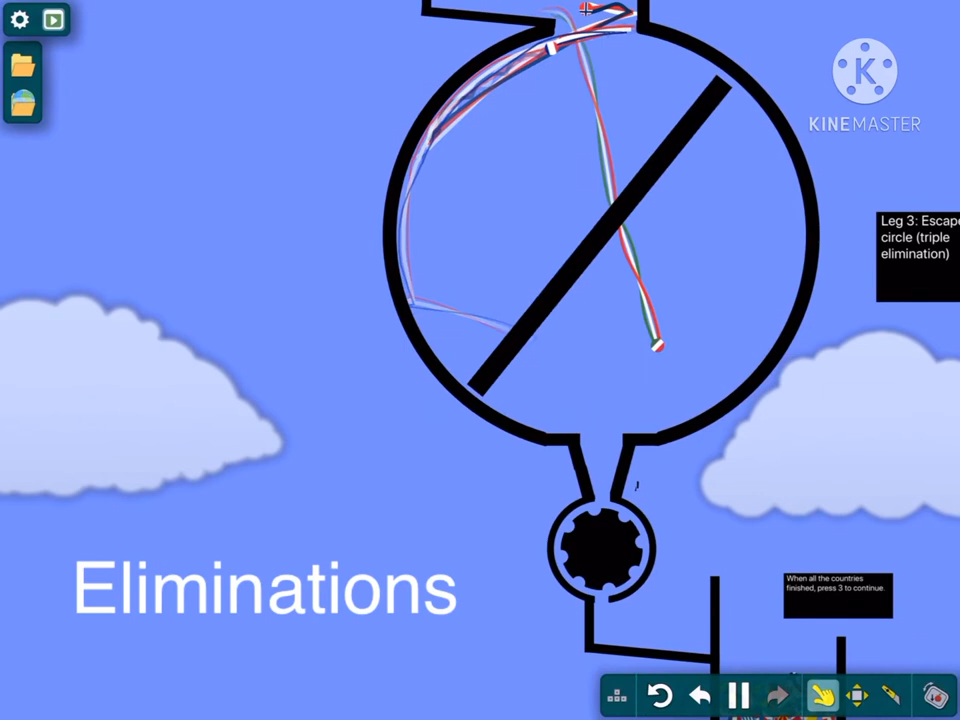 K
KINEMASTER
Leg 3: Escape
circle (triple
elimination)
Eliminations
When all the countries
finished, press 3 to continue.